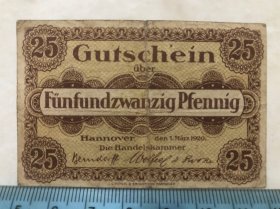 25 25
Gutschein
über
Fünfundzwanzig Pfennig
Hannover, den 1. März 1920.
Die Handelskammer
25 25